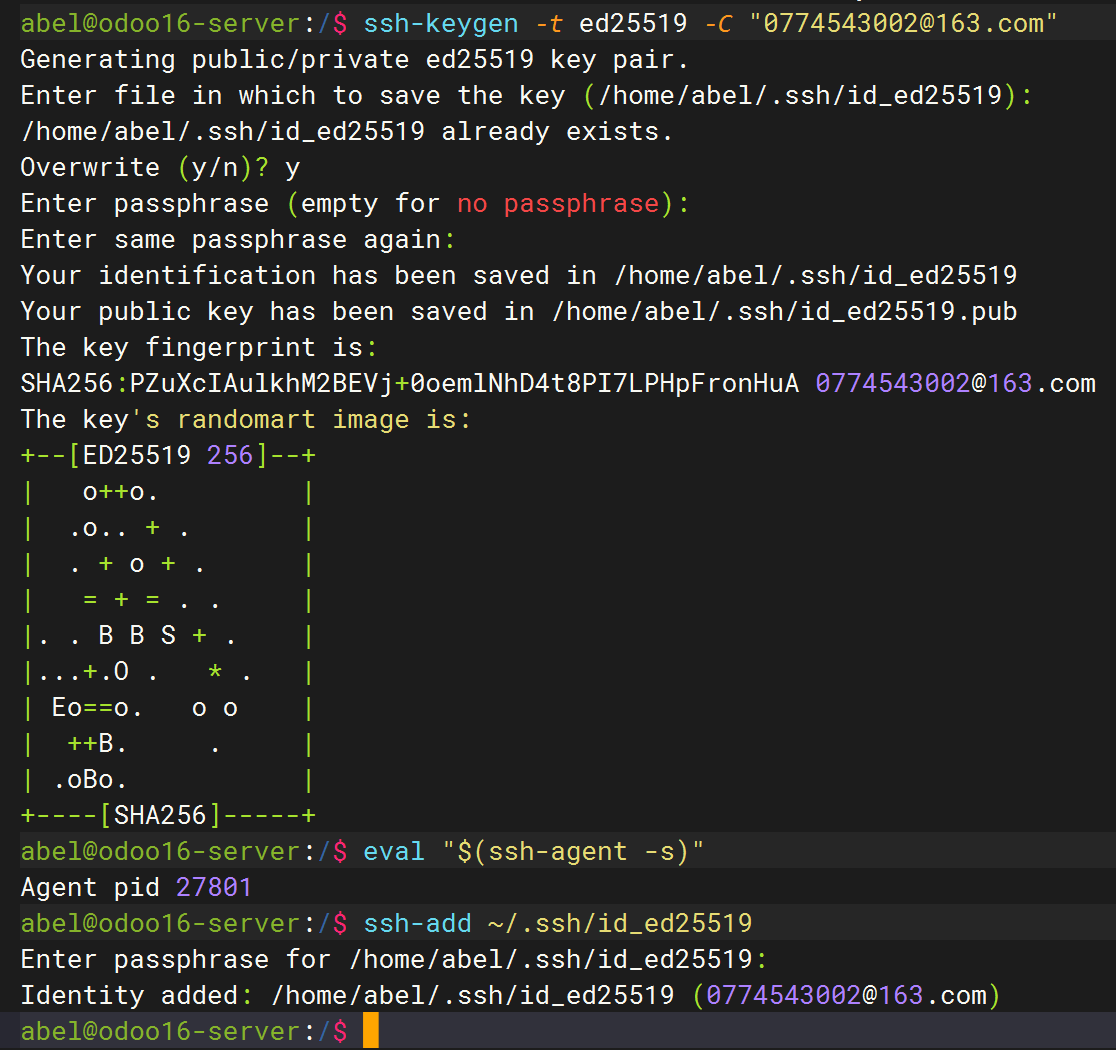 abel@odoo16-server:/$ ssh-keygen -t ed25519 -C "0774543002@163.com"
Generating public/private ed25519 key pair.
Enter file in which to save the key (/home/abel/.ssh/id_ed25519):
/home/abel/.ssh/id_ed25519 already exists.
Overwrite (y/n)? y
Enter passphrase (empty for no passphrase):
Enter same passphrase again:
Your identification has been saved in /home/abel/.ssh/id_ed25519
Your public key has been saved in /home/abel/.ssh/id_ed25519.pub
The key fingerprint is:
SHA256:PZuXcIAulkhM2BEVj+0oemlNhD4t8PI7LPHpFronHuA 0774543002@163.com
The key's randomart image is:
+--[ED25519 256]--+
|   o++o.         |
|  .o.. + .       |
|  . + o + .      |
|   = + = . .     |
|. . B B S + .    |
|...+.O .   * .   |
| Eo==o.   o o    |
|  ++B.     .     |
| .oBo.           |
+----[SHA256]-----+
abel@odoo16-server:/$ eval "$(ssh-agent -s)"
Agent pid 27801
abel@odoo16-server:/$ ssh-add ~/.ssh/id_ed25519
Enter passphrase for /home/abel/.ssh/id_ed25519:
Identity added: /home/abel/.ssh/id_ed25519 (0774543002@163.com)
abel@odoo16-server:/$